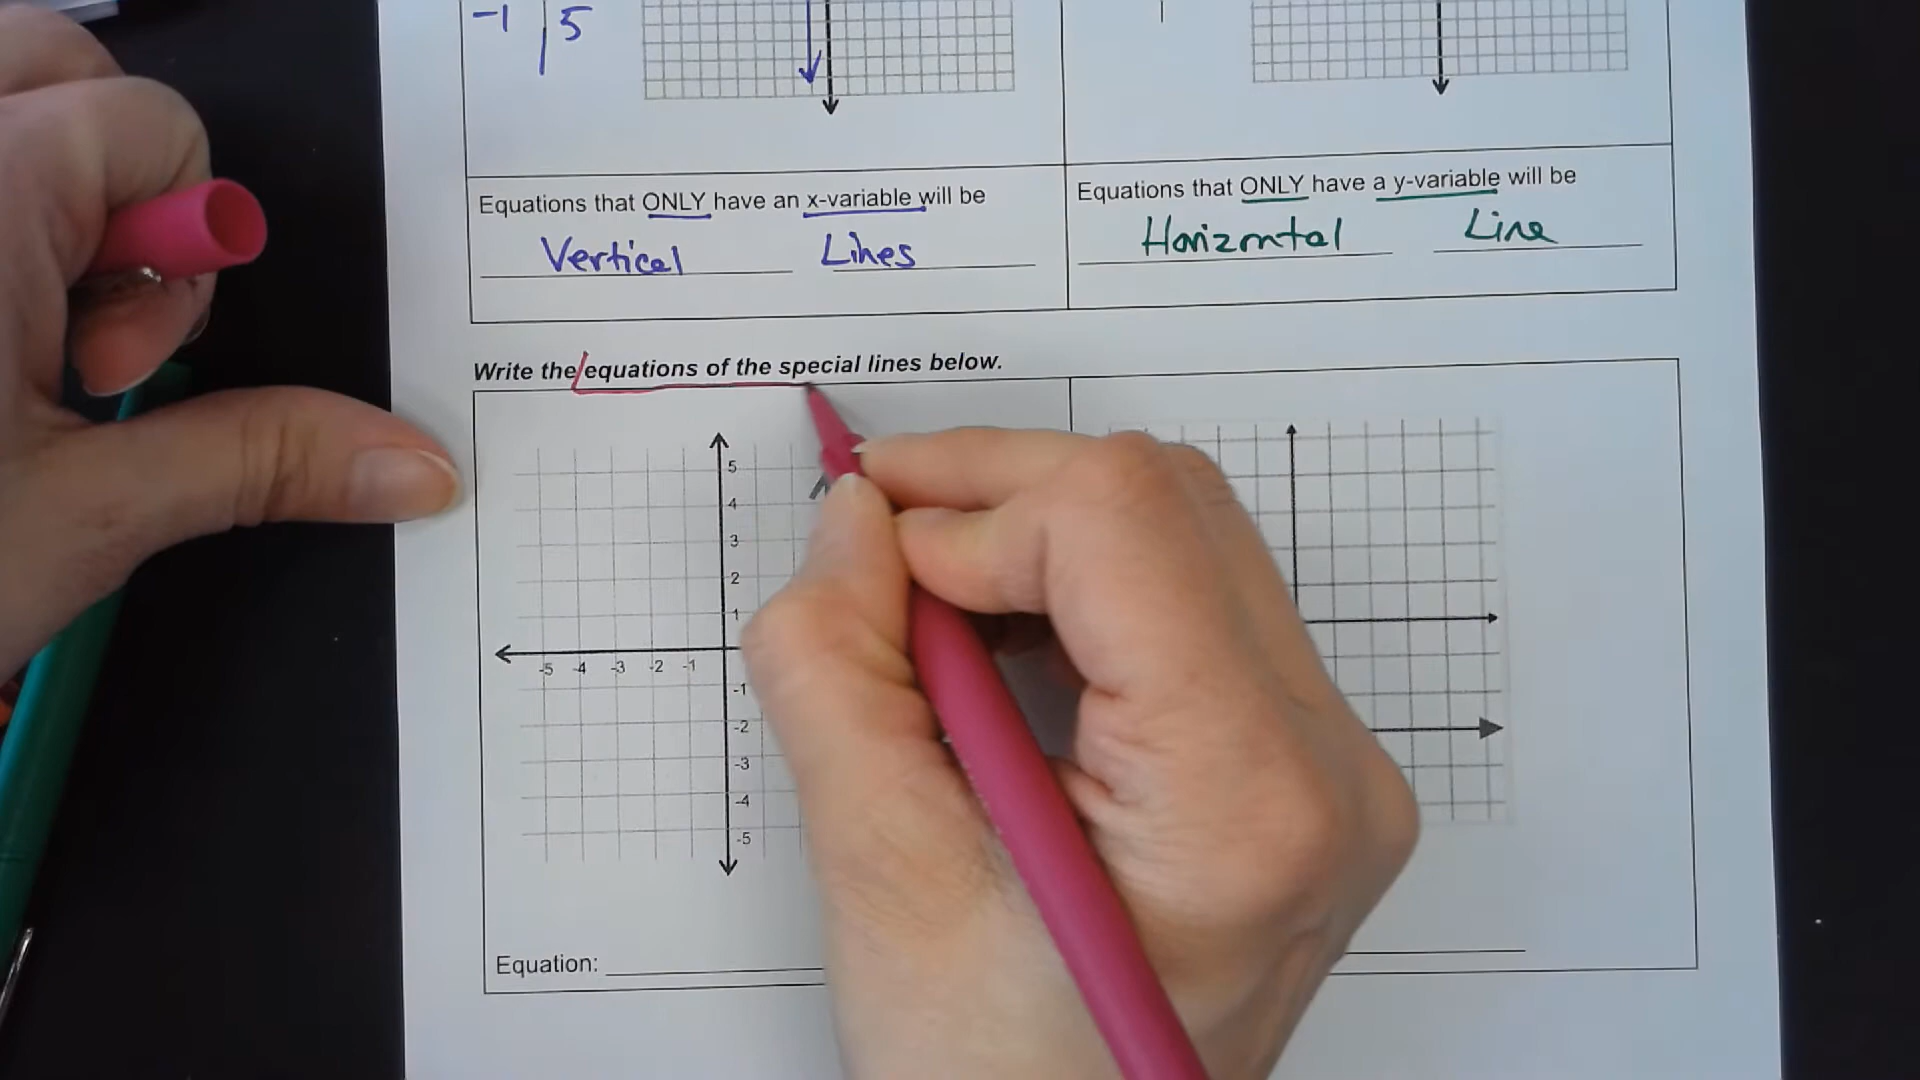 -1 | 5
Equations that ONLY have an x-variable will be
Vertical Lines
Equations that ONLY have a y-variable will be
Horizontal Line
Write the equations of the special lines below.
5
4
3
2
1
-5 -4 -3 -2 -1
-1
-2
-3
-4
-5
Equation: